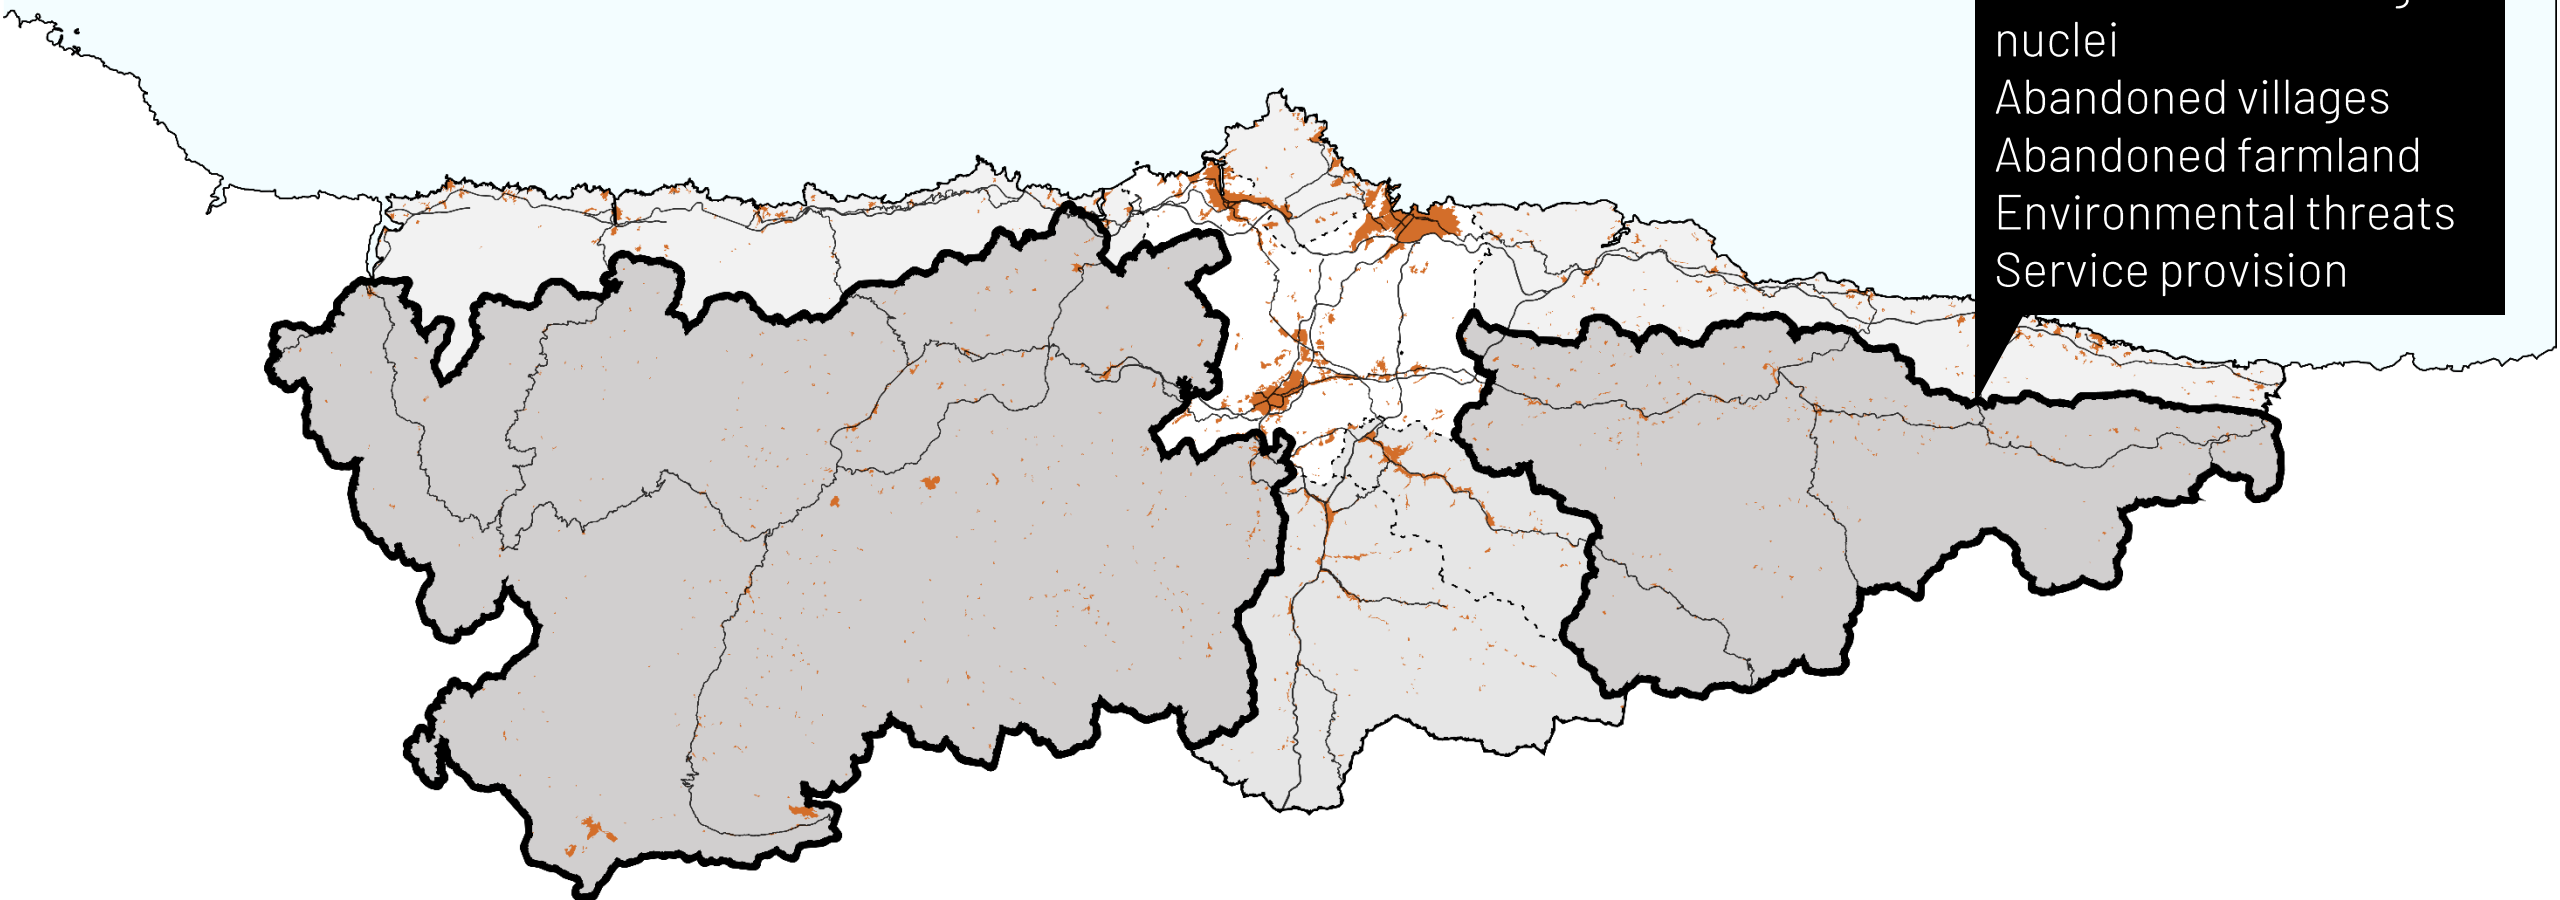 nuclei
Abandoned villages
Abandoned farmland
Environmental threats
Service provision